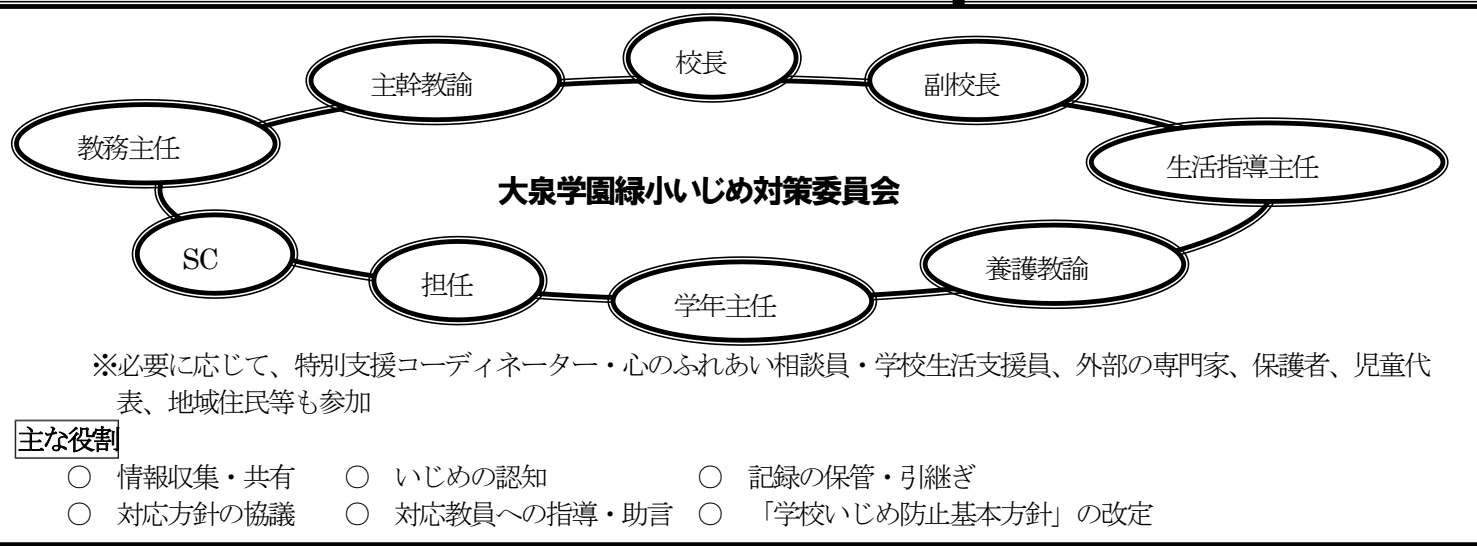 校長
主幹教諭
副校長
教務主任
生活指導主任
大泉学園緑小いじめ対策委員会
SC
養護教諭
担任
学年主任
※必要に応じて、特別支援コーディネーター・心のふれあい相談員・学校生活支援員、外部の専門家、保護者、児童代
表、地域住民等も参加
主な役割
○ 情報収集・共有 ○ いじめの認知 ○ 記録の保管・引継ぎ
○ 対応方針の協議 ○ 対応教員への指導・助言 ○ 「学校いじめ防止基本方針」の改定